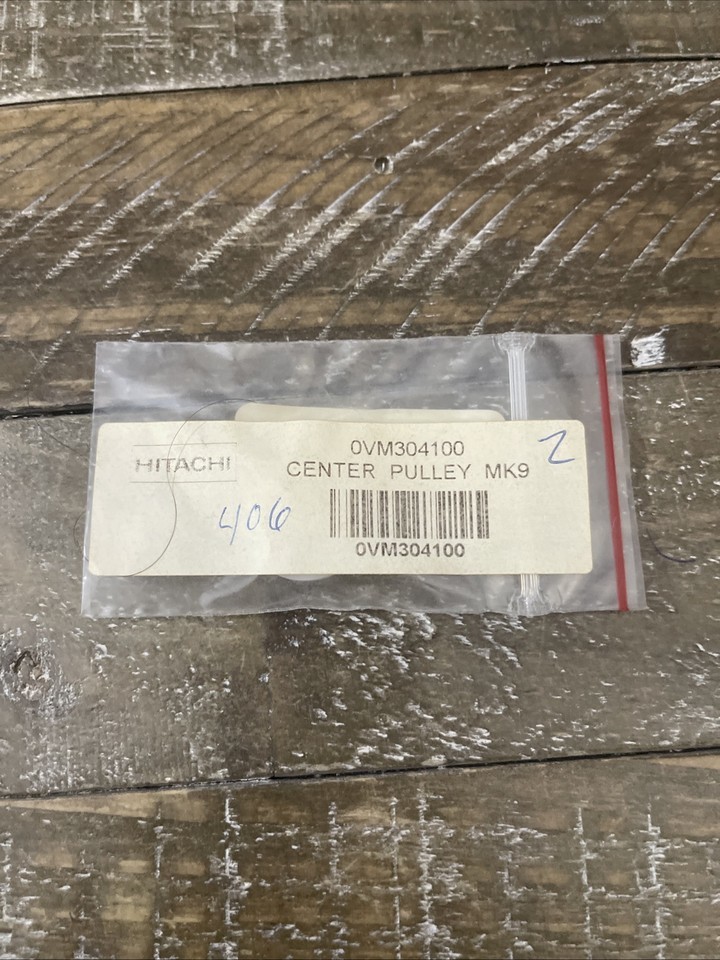 HITACHI
0VM304100
CENTER PULLEY MK9
2
406
0VM304100